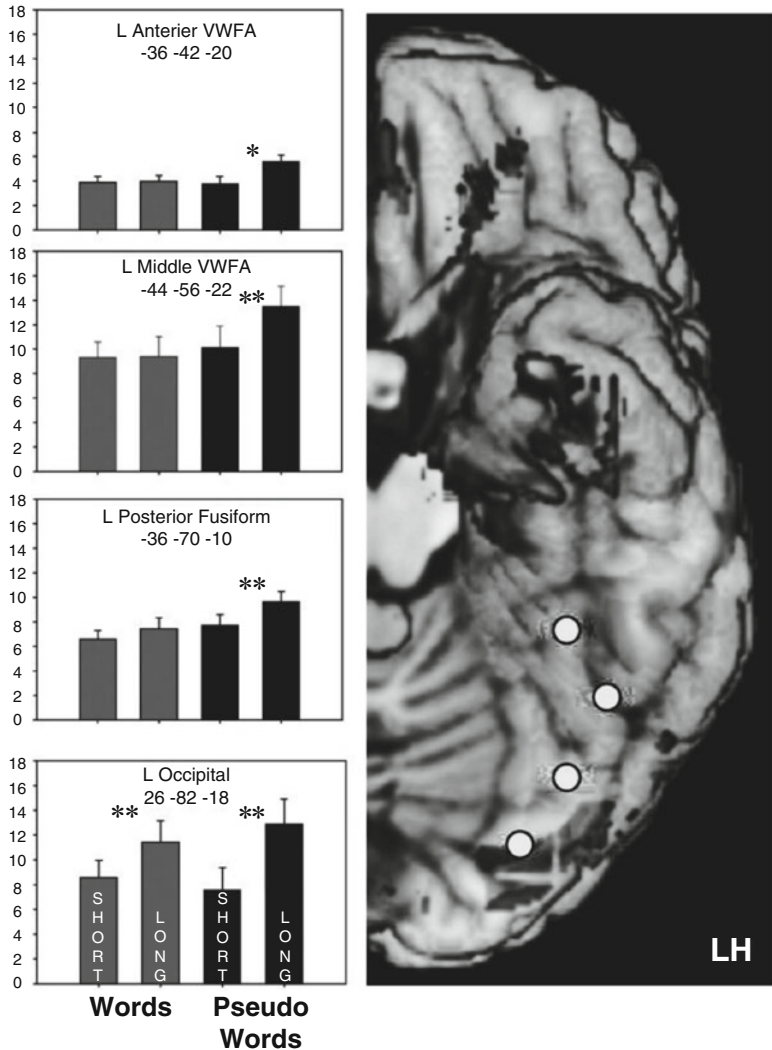 18
16
14
12
10
8
6
4
2
0
L Anterier VWFA
-36 -42 -20
*
18
16
14
12
10
8
6
4
2
0
L Middle VWFA
-44 -56 -22
**
18
16
14
12
10
8
6
4
2
0
L Posterior Fusiform
-36 -70 -10
**
18
16
14
12
10
8
6
4
2
0
L Occipital
26 -82 -18
**
**
SHORT
LONG
SHORT
LONG
Words
Pseudo
Words
LH